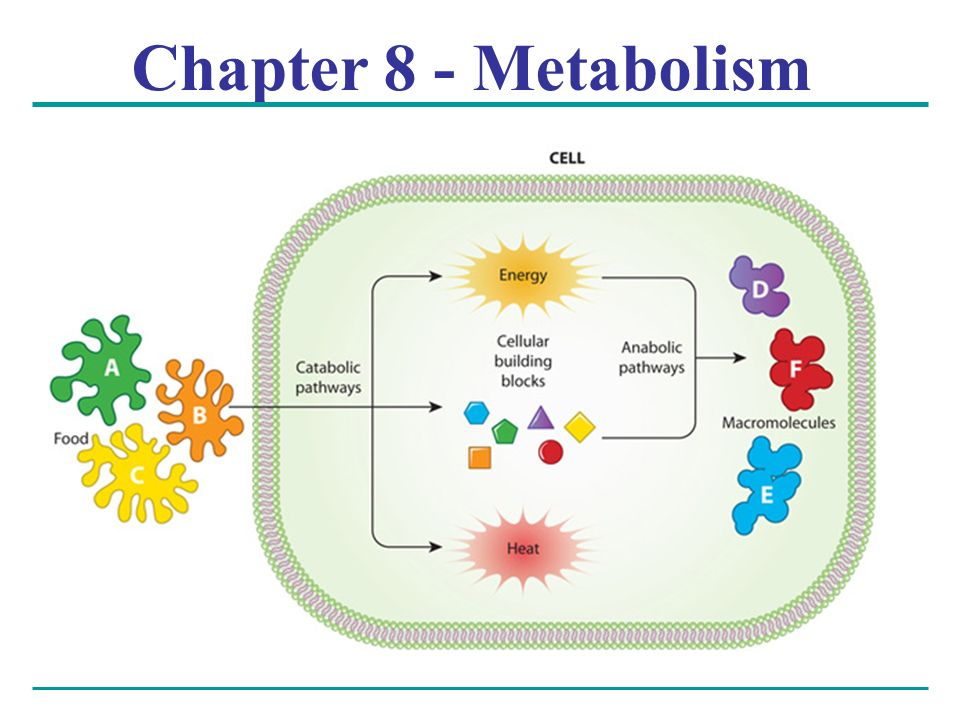 Chapter 8 - Metabolism
CELL
Energy
D
Cellular
building
blocks
Anabolic
pathways
Catabolic
pathways
A
B
Food
C
F
Macromolecules
E
Heat